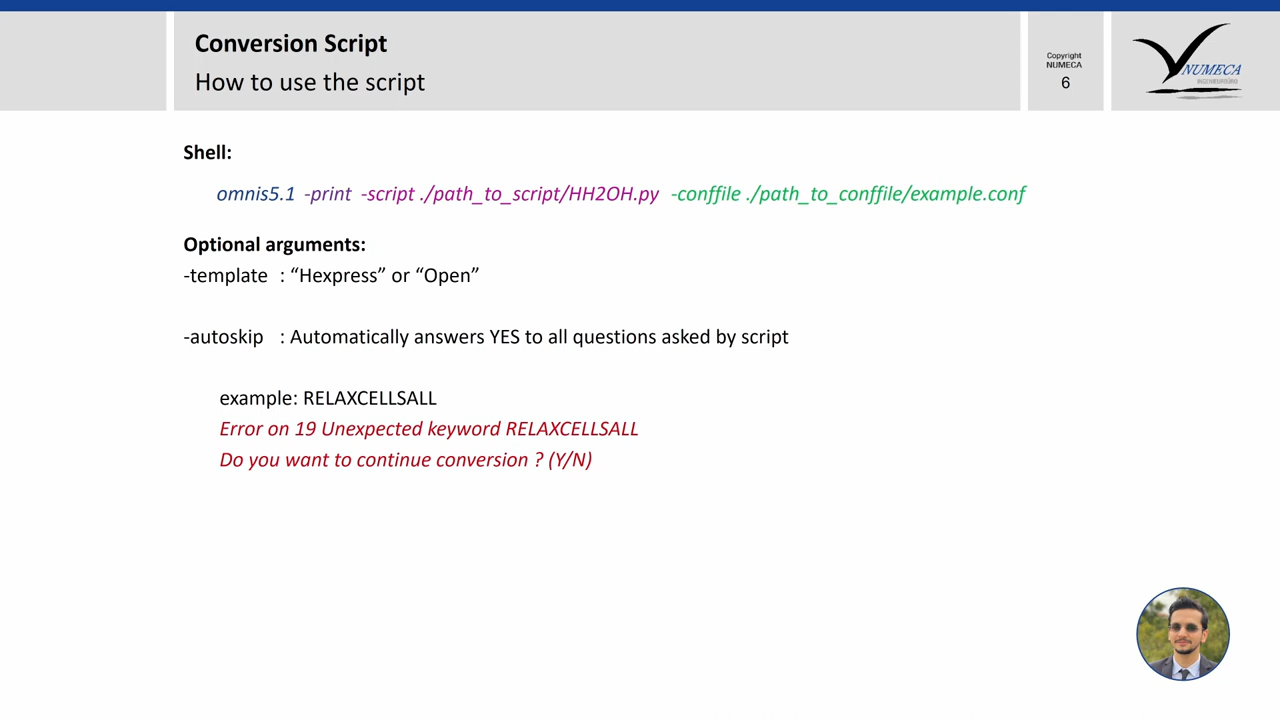 Conversion Script
How to use the script
Copyright
NUMECA
6
NUMECA
INGENIEURBÜRO
Shell:
omnis5.1 -print -script ./path_to_script/HH2OH.py -conffile ./path_to_conffile/example.conf
Optional arguments:
-template : “Hexpress” or “Open”
-autoskip : Automatically answers YES to all questions asked by script
example: RELAXCELLSALL
Error on 19 Unexpected keyword RELAXCELLSALL
Do you want to continue conversion ? (Y/N)